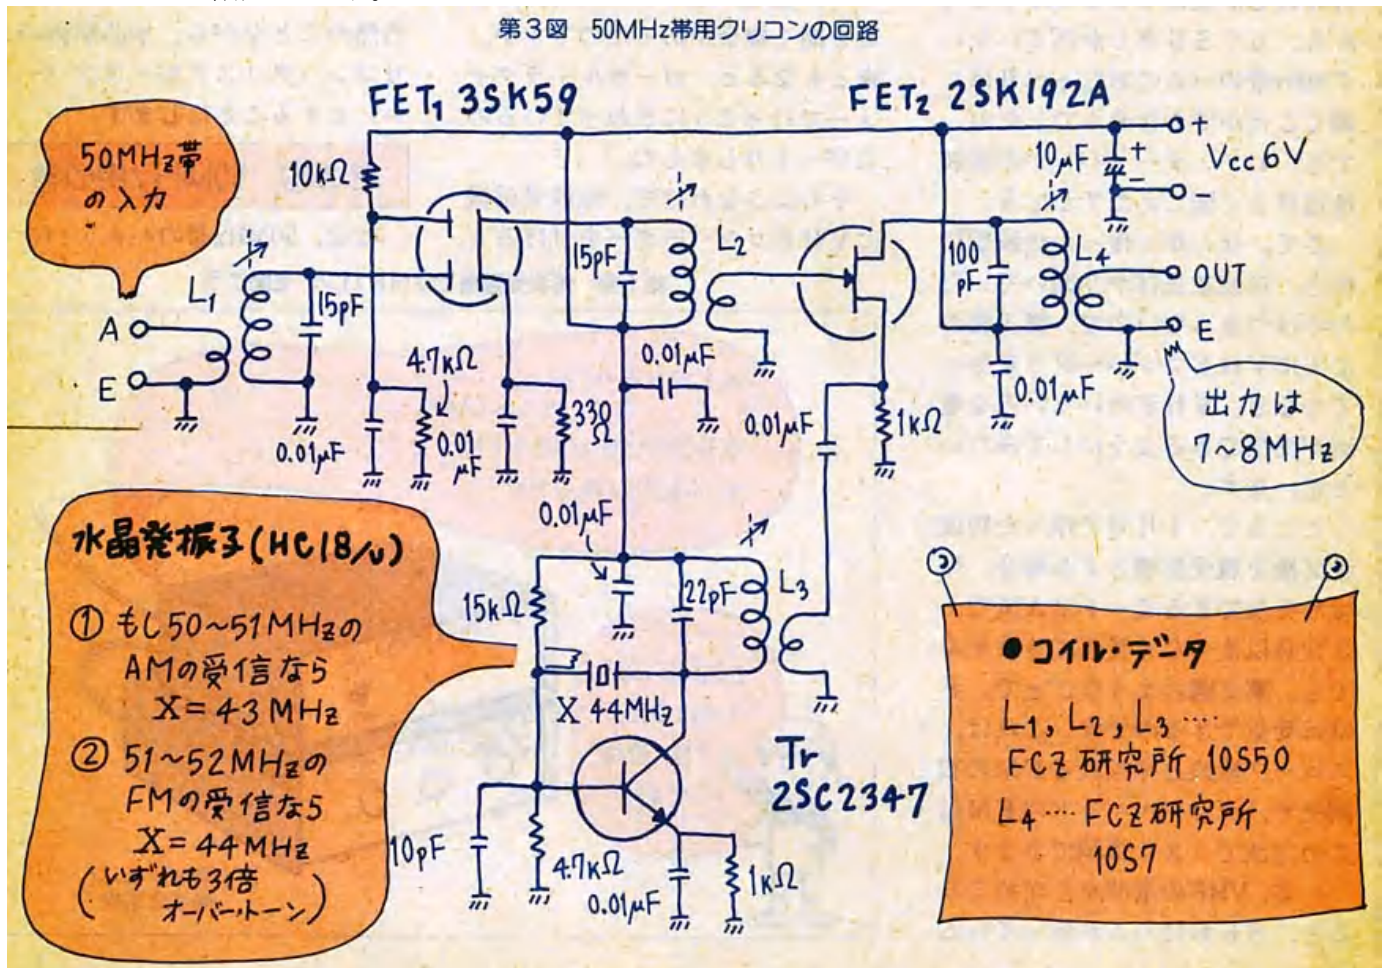 第3図 50MHz帯用クリコンの回路
FET₁ 3SK59
FET₂ 2SK192A
50MHz帯
の入力
10kΩ
10μF
+
-
+
Vcc 6V
-
L₁
15pF
15pF
L₂
100
pF
L₄
OUT
E
A
E
4.7kΩ
0.01μF
0.01μF
0.01
μF
330
Ω
0.01μF
1kΩ
0.01μF
出力は
7~8MHz
水晶発振子(HC18/u)
① もし50~51MHzの
AMの受信なら
X=43MHz
② 51~52MHzの
FMの受信なら
X=44MHz
(いずれも3倍
オーバートーン)
0.01μF
15kΩ
22pF
L₃
X 44MHz
Tr
2SC2347
10pF
4.7kΩ
0.01μF
1kΩ
●コイル・データ
L₁, L₂, L₃ ‥‥
FCZ研究所 10S50
L₄‥‥FCZ研究所
10S7